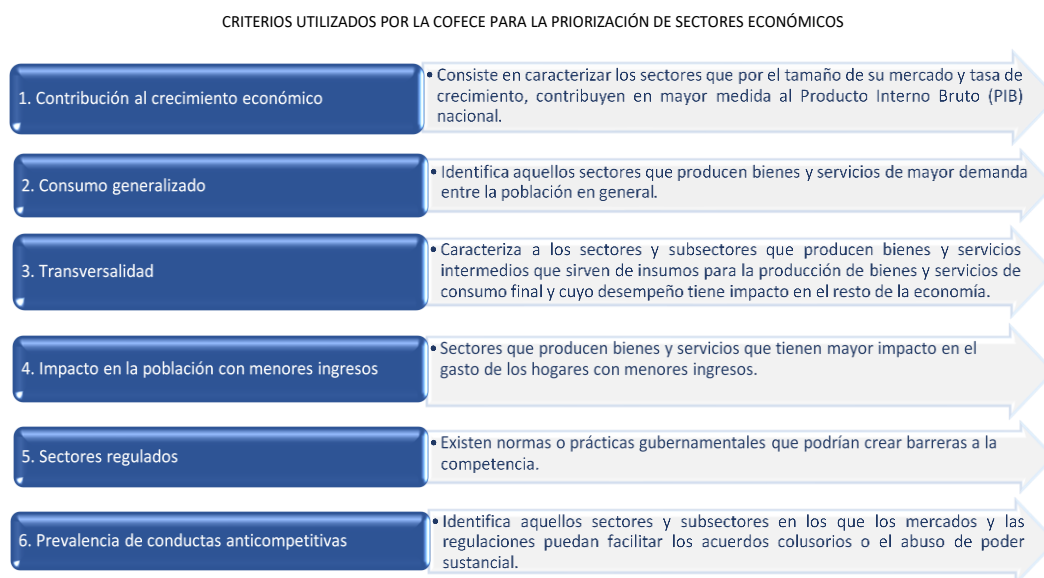 CRITERIOS UTILIZADOS POR LA COFECE PARA LA PRIORIZACIÓN DE SECTORES ECONÓMICOS
1. Contribución al crecimiento económico
• Consiste en caracterizar los sectores que por el tamaño de su mercado y tasa de
crecimiento, contribuyen en mayor medida al Producto Interno Bruto (PIB)
nacional.
2. Consumo generalizado
• Identifica aquellos sectores que producen bienes y servicios de mayor demanda
entre la población en general.
3. Transversalidad
• Caracteriza a los sectores y subsectores que producen bienes y servicios
intermedios que sirven de insumos para la producción de bienes y servicios de
consumo final y cuyo desempeño tiene impacto en el resto de la economía.
4. Impacto en la población con menores ingresos
• Sectores que producen bienes y servicios que tienen mayor impacto en el
gasto de los hogares con menores ingresos.
5. Sectores regulados
• Existen normas o prácticas gubernamentales que podrían crear barreras a la
competencia.
6. Prevalencia de conductas anticompetitivas
• Identifica aquellos sectores y subsectores en los que los mercados y las
regulaciones puedan facilitar los acuerdos colusorios o el abuso de poder
sustancial.